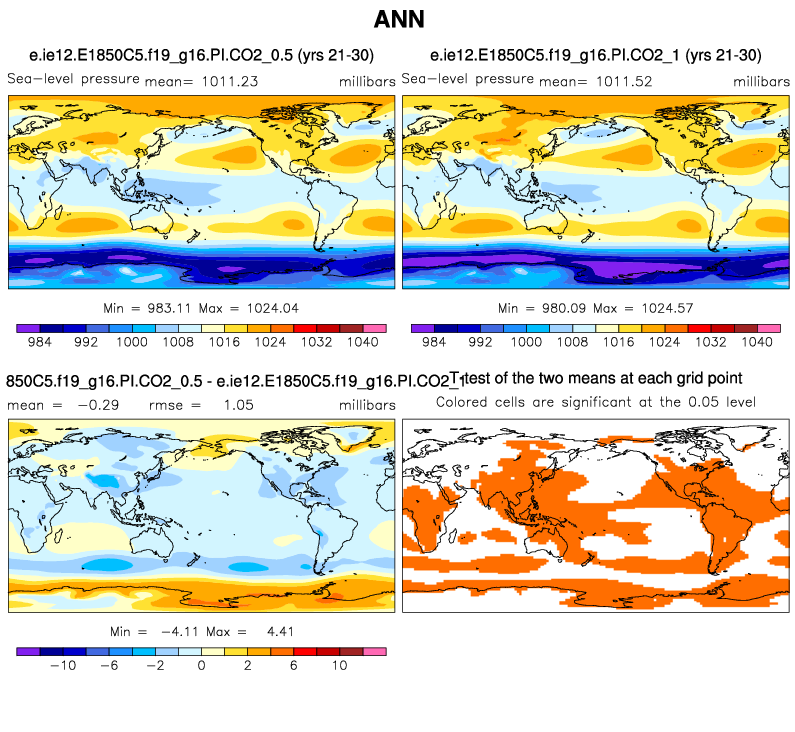 ANN
e.ie12.E1850C5.f19_g16.PI.CO2_0.5 (yrs 21-30)
Sea-level pressure mean= 1011.23 millibars
Min = 983.11 Max = 1024.04
984 992 1000 1008 1016 1024 1032 1040
e.ie12.E1850C5.f19_g16.PI.CO2_1 (yrs 21-30)
Sea-level pressure mean= 1011.52 millibars
Min = 980.09 Max = 1024.57
984 992 1000 1008 1016 1024 1032 1040
850C5.f19_g16.PI.CO2_0.5 - e.ie12.E1850C5.f19_g16.PI.CO2_1
mean = -0.29 rmse = 1.05 millibars
Min = -4.11 Max = 4.41
-10 -6 -2 0 2 6 10
T-test of the two means at each grid point
Colored cells are significant at the 0.05 level